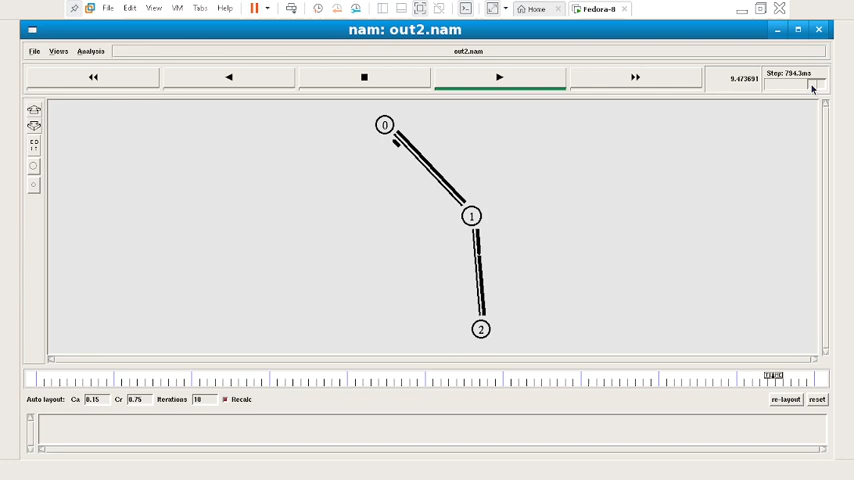 File Edit View VM Tabs Help Home Fedora-8
nam: out2.nam
File Views Analysis out2.nam
9.473691 Step: 794.3ms
E D
I T
0
1
2
TIME
Auto layout: Ca 0.15 Cr 0.75 Iterations 10 Recalc re-layout reset